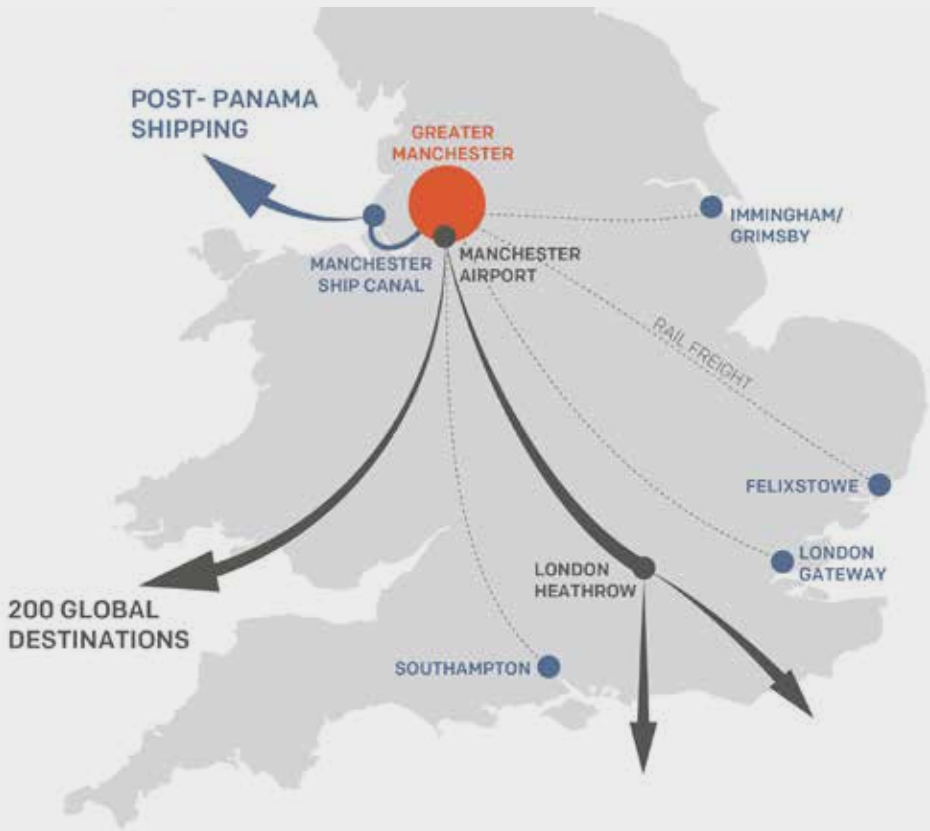 POST- PANAMA
SHIPPING
GREATER
MANCHESTER
IMMINGHAM/
GRIMSBY
MANCHESTER
SHIP CANAL
MANCHESTER
AIRPORT
RAIL FREIGHT
FELIXSTOWE
LONDON
GATEWAY
LONDON
HEATHROW
200 GLOBAL
DESTINATIONS
SOUTHAMPTON